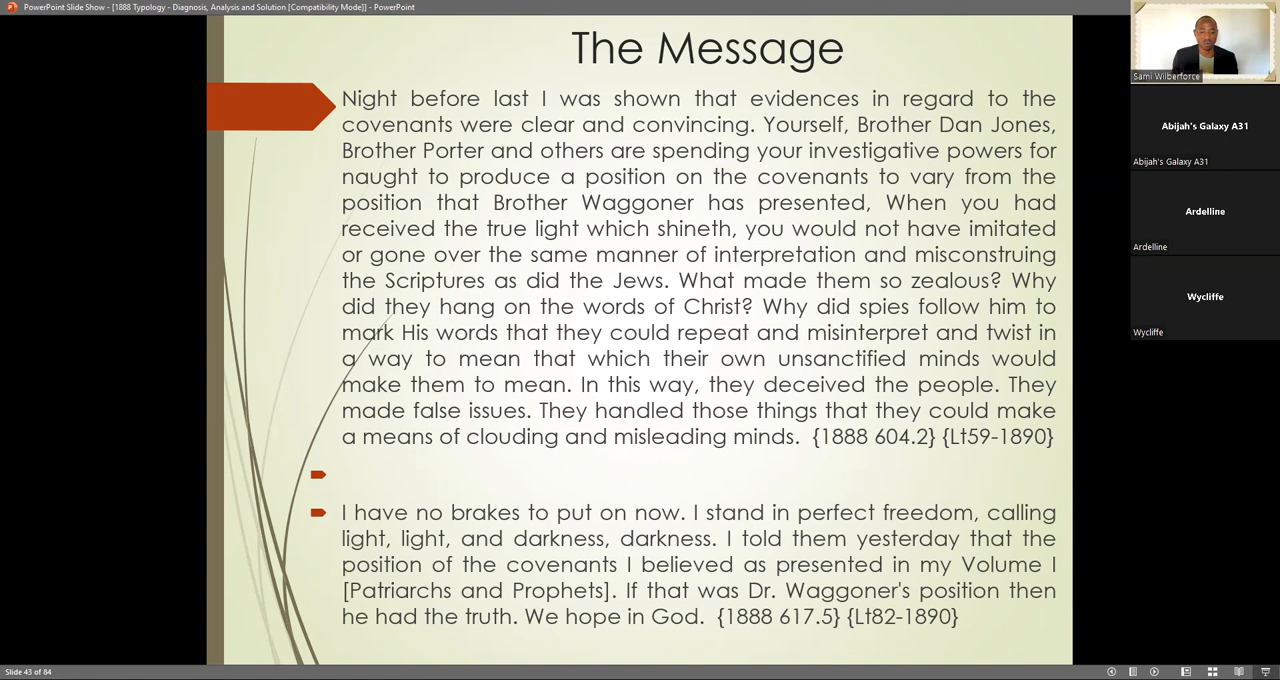 PowerPoint Slide Show - [1888 Typology - Diagnosis, Analysis and Solution [Compatibility Mode]] - PowerPoint
The Message
Night before last I was shown that evidences in regard to the
covenants were clear and convincing. Yourself, Brother Dan Jones,
Brother Porter and others are spending your investigative powers for
naught to produce a position on the covenants to vary from the
position that Brother Waggoner has presented, When you had
received the true light which shineth, you would not have imitated
or gone over the same manner of interpretation and misconstruing
the Scriptures as did the Jews. What made them so zealous? Why
did they hang on the words of Christ? Why did spies follow him to
mark His words that they could repeat and misinterpret and twist in
a way to mean that which their own unsanctified minds would
make them to mean. In this way, they deceived the people. They
made false issues. They handled those things that they could make
a means of clouding and misleading minds. {1888 604.2} {Lt59-1890}
I have no brakes to put on now. I stand in perfect freedom, calling
light, light, and darkness, darkness. I told them yesterday that the
position of the covenants I believed as presented in my Volume I
[Patriarchs and Prophets]. If that was Dr. Waggoner's position then
he had the truth. We hope in God. {1888 617.5} {Lt82-1890}
Sami Wilberforce
Abijah's Galaxy A31
Abijah's Galaxy A31
Ardelline
Ardelline
Wycliffe
Wycliffe
Slide 43 of 84